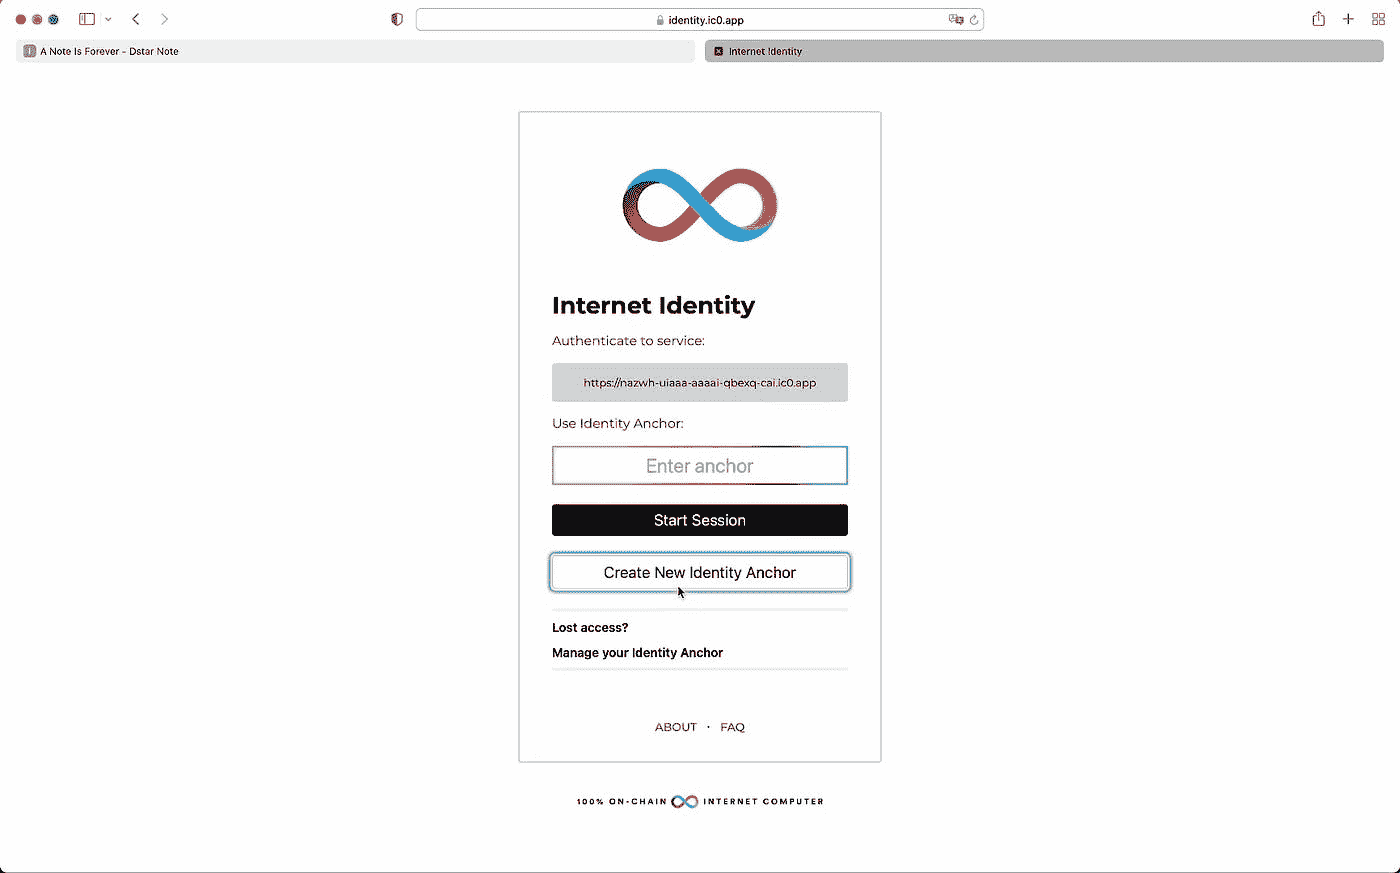 identity.ic0.app
A Note Is Forever - Dstar Note
Internet Identity
Internet Identity
Authenticate to service:
https://nazwh-uiaaa-aaaai-qbexq-cai.ic0.app
Use Identity Anchor:
Enter anchor
Start Session
Create New Identity Anchor
Lost access?
Manage your Identity Anchor
ABOUT · FAQ
100% ON-CHAIN INTERNET COMPUTER